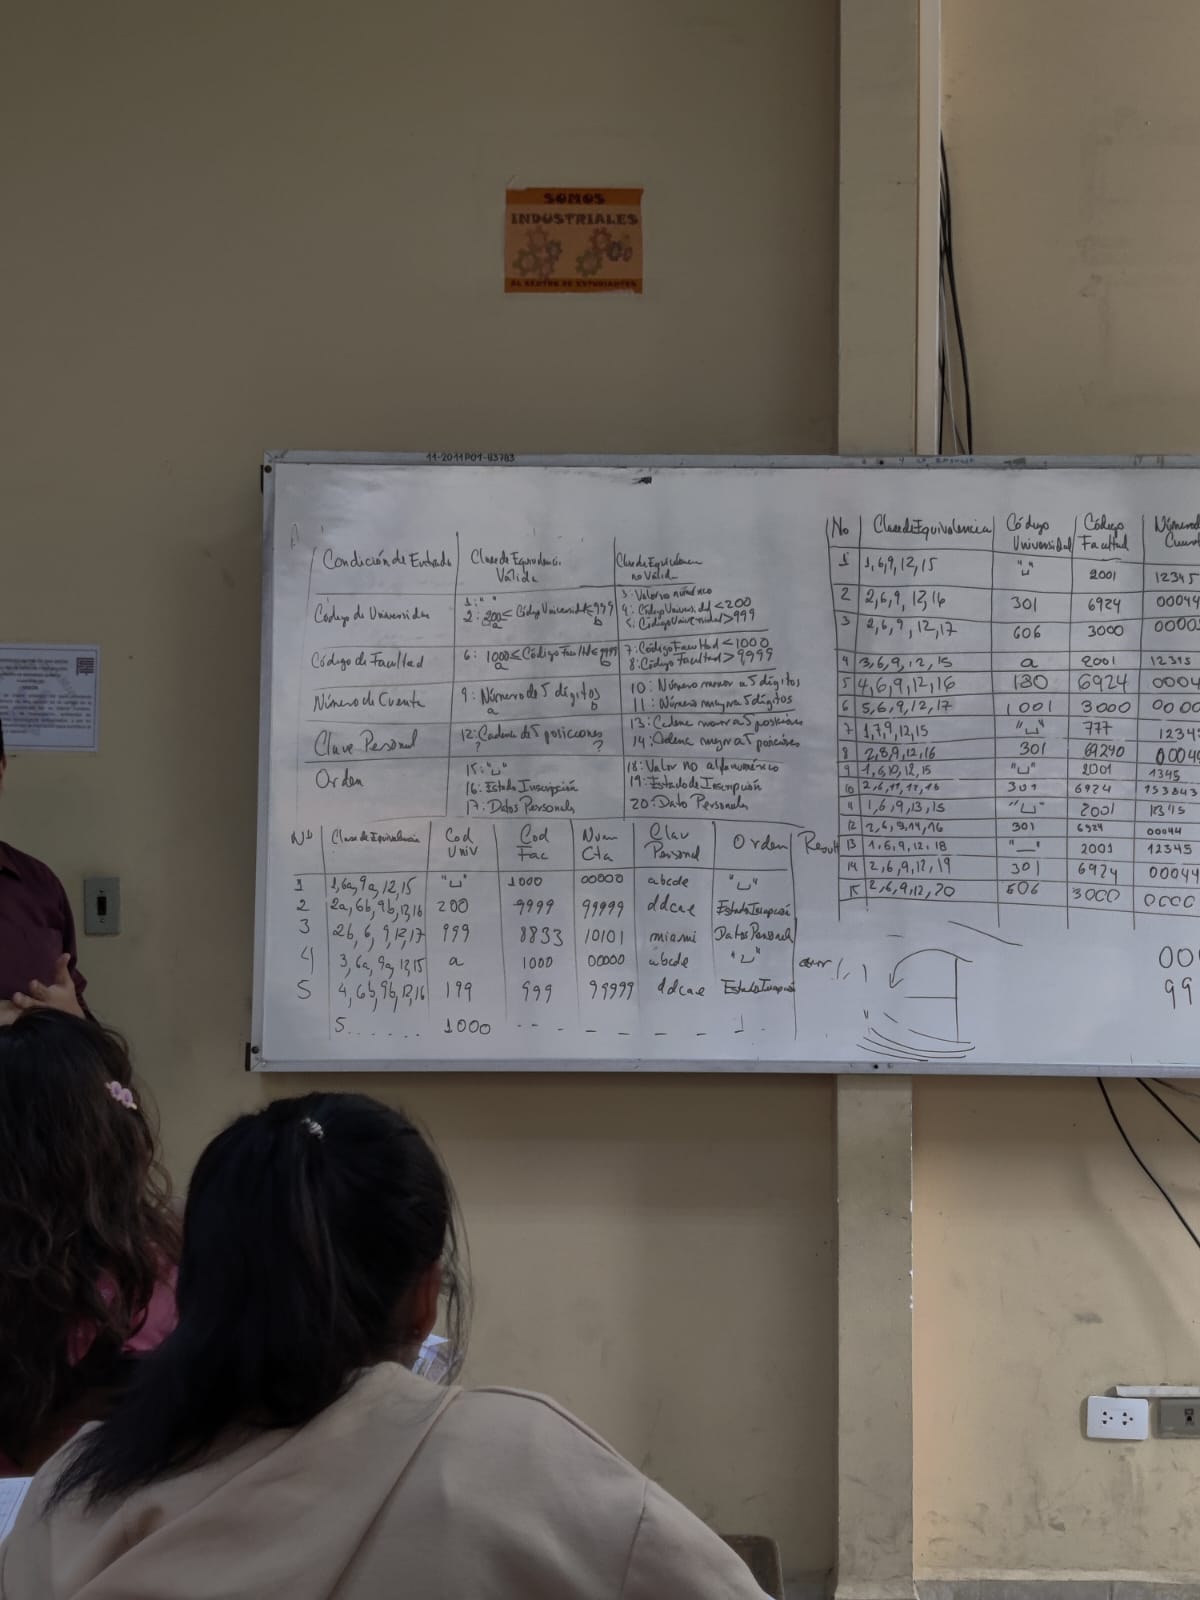 SOMOS
INDUSTRIALES
AL CENTRO DE ESTUDIANTES
11-2011P01-03783
Condición de Entrada | Clase de Equivalencia Válida | Clase de Equivalencia no Válida
Código de Universidad | 1: " " | 3: Valor no numérico
2: 200 ≤ Código Universidad ≤ 999 | 4: Código Universidad < 200
a b | 5: Código Universidad > 999
Código de Facultad | 6: 1000 ≤ Código Facultad ≤ 9999 | 7: Código Facultad < 1000
a b | 8: Código Facultad > 9999
Número de Cuenta | 9: Número de 5 dígitos | 10: Número menor a 5 dígitos
a b | 11: Número mayor a 5 dígitos
Clave Personal | 12: Cadena de 5 posiciones | 13: Cadena menor a 5 posiciones
? ? | 14: Cadena mayor a 5 posiciones
Orden | 15: "␣" | 18: Valor no alfanumérico
16: Estado Inscripción | 19: Estado de Inscripción
17: Datos Personales | 20: Dato Personal
Clase de Equivalencia | Cod Univ | Cod Fac | Num Cta | Clav Personal | Orden | Result
1 | 1, 6a, 9a, 12, 15 | "␣" | 1000 | 00000 | abcde | "␣"
2 | 2a, 6b, 9b, 12, 16 | 200 | 9999 | 99999 | ddcae | Estado Inscripción
3 | 2b, 6, 9, 12, 17 | 999 | 8833 | 10101 | miami | Datos Personal
4 | 3, 6a, 9a, 12, 15 | a | 1000 | 00000 | abcde | "␣" | error
5 | 4, 6b, 9b, 12, 16 | 199 | 999 | 99999 | ddcae | Estado Inscripción
5 . . . . . . | 1000 | - - - | - | - - | 1.
No | Clase de Equivalencia | Código Universidad | Código Facultad | Número Cuent
1 | 1, 6, 9, 12, 15 | "␣" | 2001 | 12345
2 | 2, 6, 9, 12, 16 | 301 | 6924 | 00044
3 | 2, 6, 9, 12, 17 | 606 | 3000 | 0000
4 | 3, 6, 9, 12, 15 | a | 2001 | 12315
5 | 4, 6, 9, 12, 16 | 180 | 6924 | 0004
6 | 5, 6, 9, 12, 17 | 1001 | 3000 | 0000
7 | 1, 7, 9, 12, 15 | "␣" | 777 | 1234
8 | 2, 8, 9, 12, 16 | 301 | 69240 | 00044
9 | 1, 6, 10, 12, 15 | "␣" | 2001 | 1345
10 | 2, 6, 11, 12, 16 | 301 | 6924 | 153843
11 | 1, 6, 9, 13, 15 | "␣" | 2001
12 | 2, 6, 9, 14, 16 | 301 | 6924 | 00044
13 | 1, 6, 9, 12, 18 | "␣" | 2001 | 12345
14 | 2, 6, 9, 12, 19 | 301 | 6924 | 00044
15 | 2, 6, 9, 12, 20 | 606 | 3000 | 0000
00
99